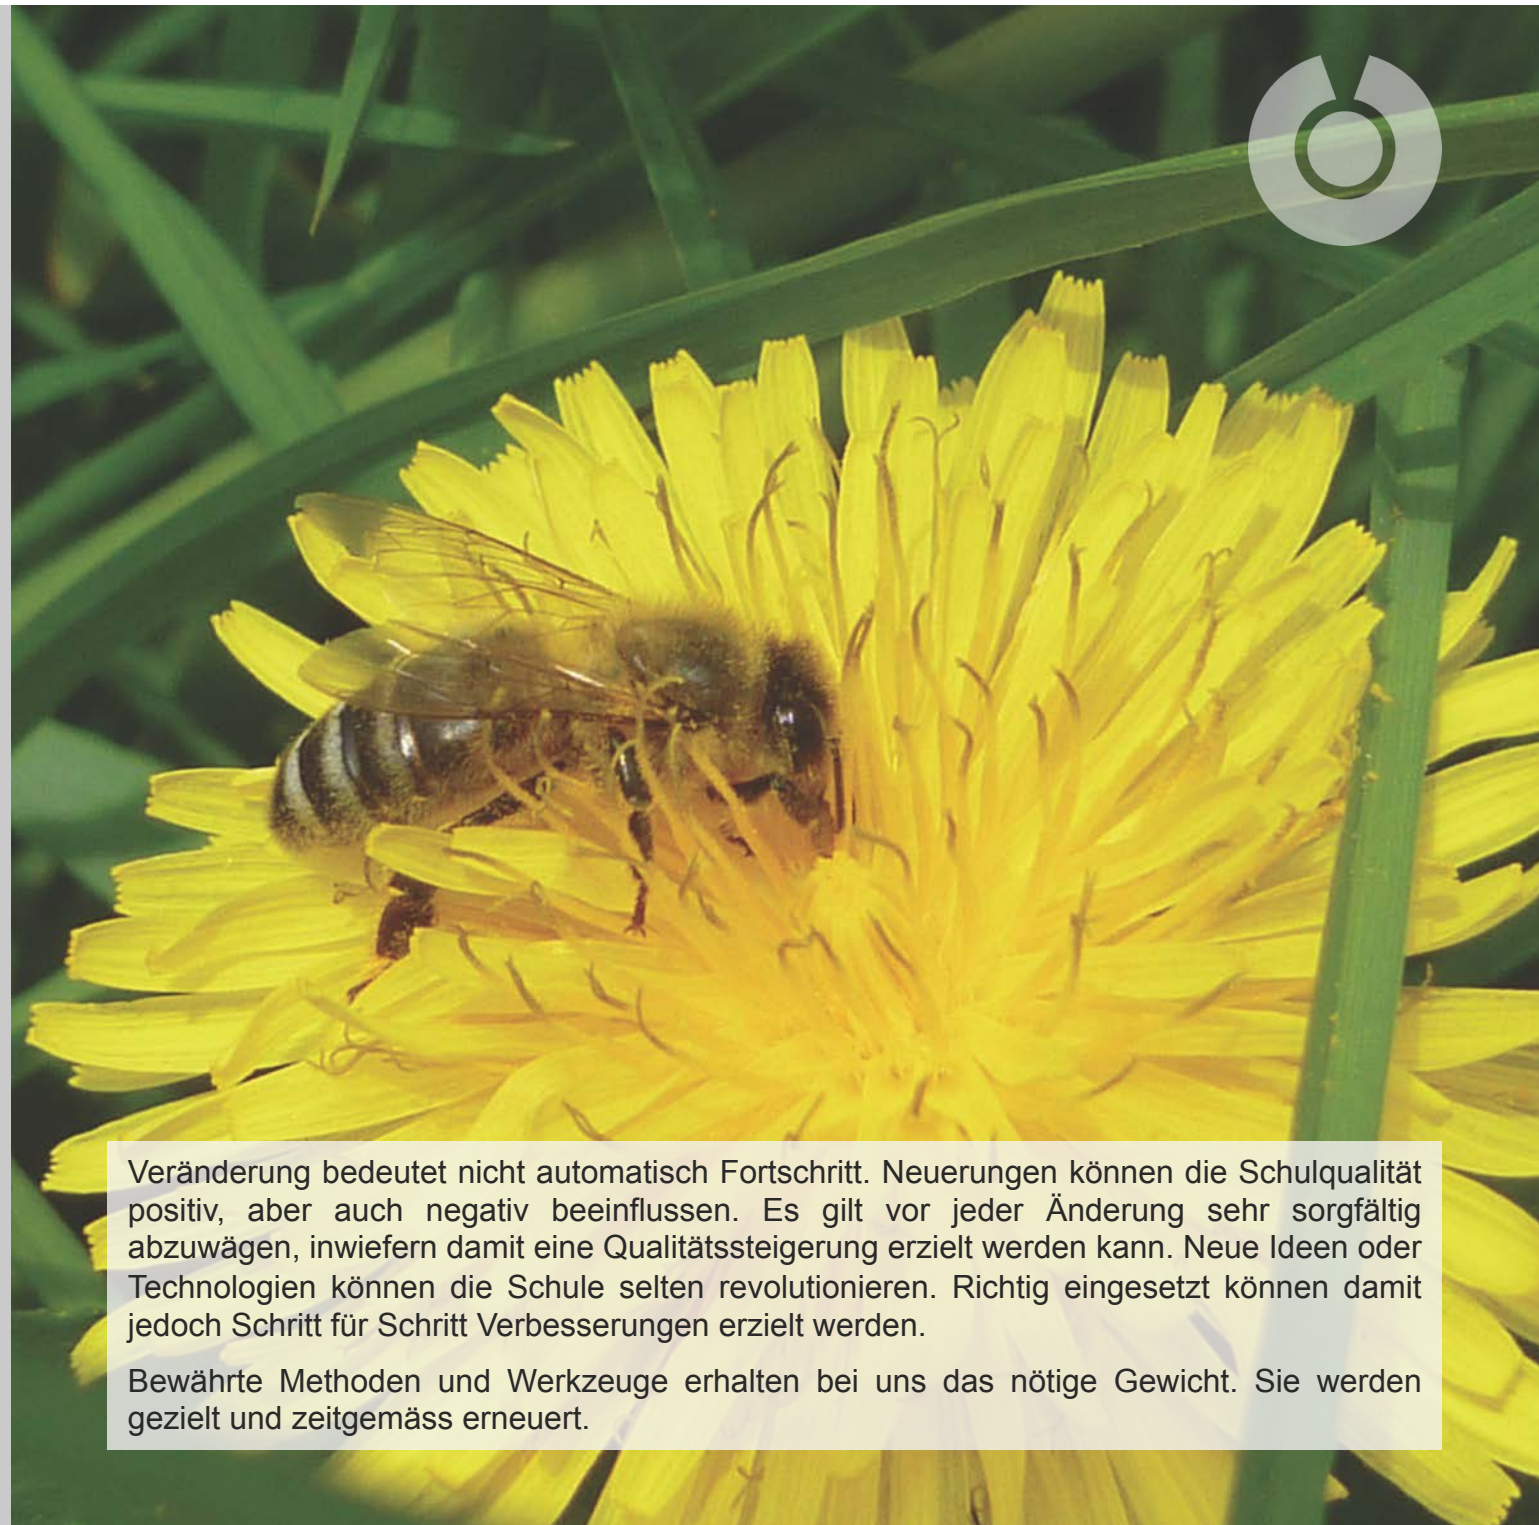 Veränderung bedeutet nicht automatisch Fortschritt. Neuerungen können die Schulqualität
positiv, aber auch negativ beeinflussen. Es gilt vor jeder Änderung sehr sorgfältig
abzuwägen, inwiefern damit eine Qualitätssteigerung erzielt werden kann. Neue Ideen oder
Technologien können die Schule selten revolutionieren. Richtig eingesetzt können damit
jedoch Schritt für Schritt Verbesserungen erzielt werden.
Bewährte Methoden und Werkzeuge erhalten bei uns das nötige Gewicht. Sie werden
gezielt und zeitgemäss erneuert.